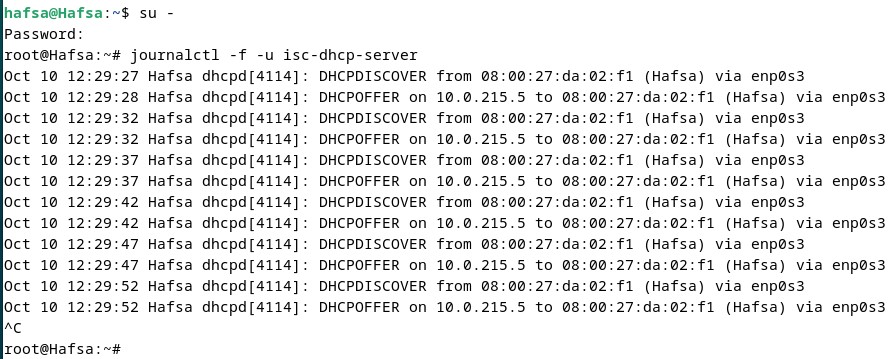 hafsa@Hafsa:~$ su -
Password:
root@Hafsa:~# journalctl -f -u isc-dhcp-server
Oct 10 12:29:27 Hafsa dhcpd[4114]: DHCPDISCOVER from 08:00:27:da:02:f1 (Hafsa) via enp0s3
Oct 10 12:29:28 Hafsa dhcpd[4114]: DHCPOFFER on 10.0.215.5 to 08:00:27:da:02:f1 (Hafsa) via enp0s3
Oct 10 12:29:32 Hafsa dhcpd[4114]: DHCPDISCOVER from 08:00:27:da:02:f1 (Hafsa) via enp0s3
Oct 10 12:29:32 Hafsa dhcpd[4114]: DHCPOFFER on 10.0.215.5 to 08:00:27:da:02:f1 (Hafsa) via enp0s3
Oct 10 12:29:37 Hafsa dhcpd[4114]: DHCPDISCOVER from 08:00:27:da:02:f1 (Hafsa) via enp0s3
Oct 10 12:29:37 Hafsa dhcpd[4114]: DHCPOFFER on 10.0.215.5 to 08:00:27:da:02:f1 (Hafsa) via enp0s3
Oct 10 12:29:42 Hafsa dhcpd[4114]: DHCPDISCOVER from 08:00:27:da:02:f1 (Hafsa) via enp0s3
Oct 10 12:29:42 Hafsa dhcpd[4114]: DHCPOFFER on 10.0.215.5 to 08:00:27:da:02:f1 (Hafsa) via enp0s3
Oct 10 12:29:47 Hafsa dhcpd[4114]: DHCPDISCOVER from 08:00:27:da:02:f1 (Hafsa) via enp0s3
Oct 10 12:29:47 Hafsa dhcpd[4114]: DHCPOFFER on 10.0.215.5 to 08:00:27:da:02:f1 (Hafsa) via enp0s3
Oct 10 12:29:52 Hafsa dhcpd[4114]: DHCPDISCOVER from 08:00:27:da:02:f1 (Hafsa) via enp0s3
Oct 10 12:29:52 Hafsa dhcpd[4114]: DHCPOFFER on 10.0.215.5 to 08:00:27:da:02:f1 (Hafsa) via enp0s3
^C
root@Hafsa:~#